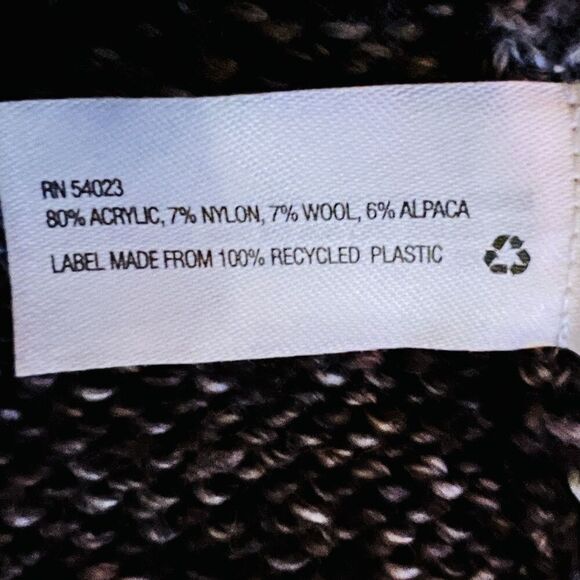 RN 54023
80% ACRYLIC, 7% NYLON, 7% WOOL, 6% ALPACA
LABEL MADE FROM 100% RECYCLED PLASTIC